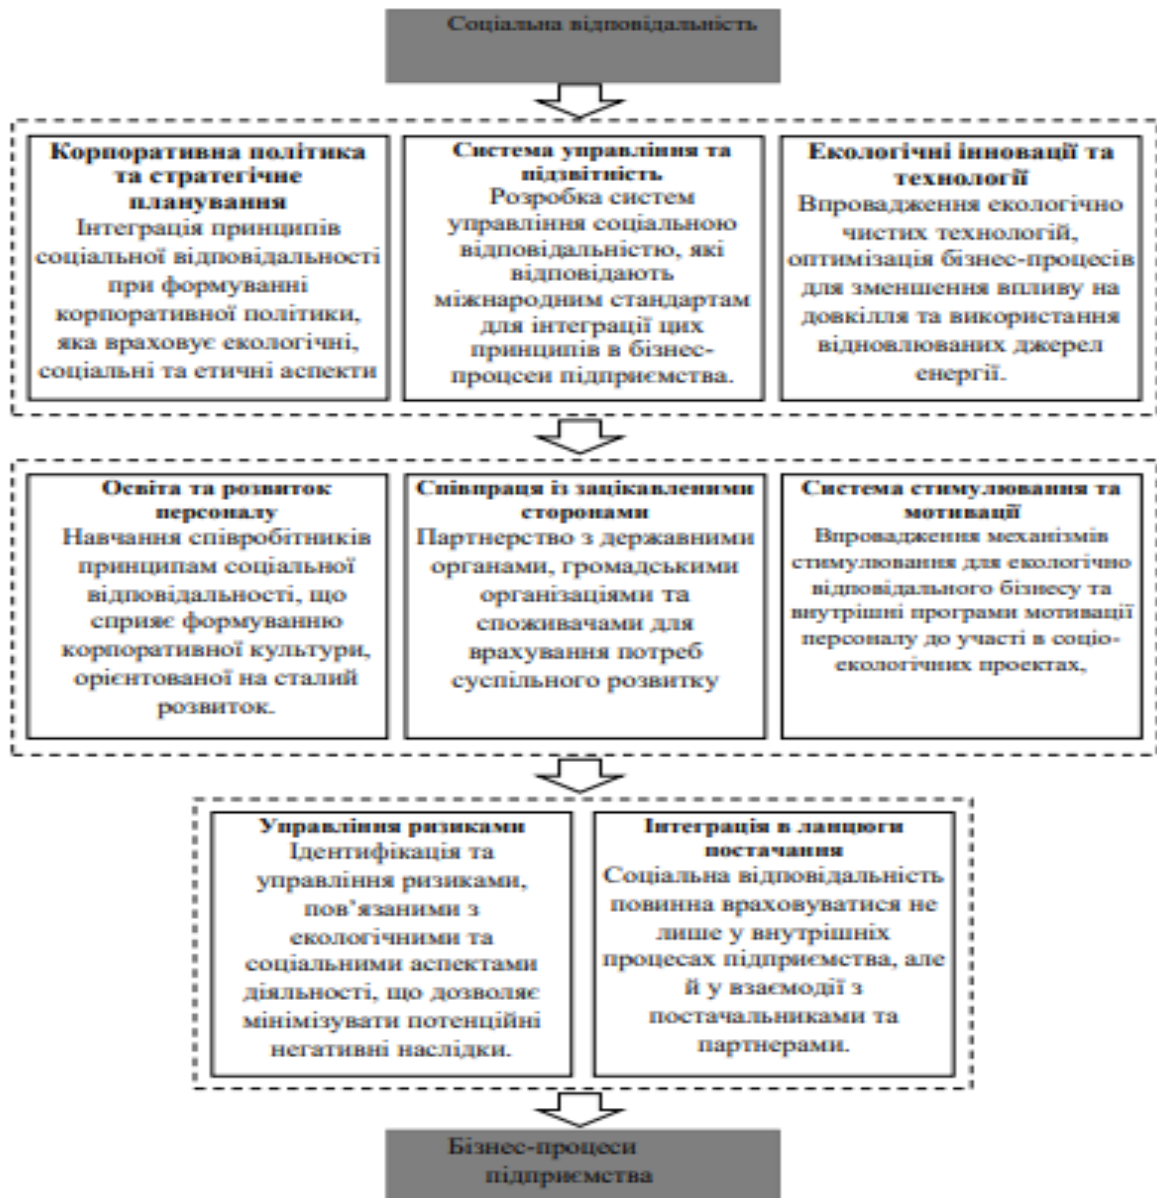 Соціальна відповідальність
Корпоративна політика
та стратегічне
планування
Інтеграція принципів
соціальної відповідальності
при формуванні
корпоративної політики,
яка враховує екологічні,
соціальні та етичні аспекти
Система управління та
підзвітність
Розробка систем
управління соціальною
відповідальністю, які
відповідають
міжнародним стандартам
для інтеграції цих
принципів в бізнес-
процсеи підприємства.
Екологічні інновації та
технології
Впровадження екологічно
чистих технологій,
оптимізація бізнес-процесів
для зменшення впливу на
довкілля та використання
відновлюваних джерел
енергії.
Освіта та розвиток
персоналу
Навчання співробітників
принципам соціальної
відповідальності, що
сприяє формуванню
корпоративної культури,
орієнтованої на сталий
розвиток.
Співпраця із зацікавленими
сторонами
Партнерство з державними
органами, громадськими
організаціями та
споживачами для
врахування потреб
суспільного розвитку
Система стимулювання та
мотивації
Впровадження механізмів
стимулювання для екологічно
відповідального бізнесу та
внутрішні програми мотивації
персоналу до участі в соціо-
екологічних проектах,
Управління ризиками
Ідентифікація та
управління ризиками,
пов’язаними з
екологічними та
соціальними аспектами
діяльності, що дозволяє
мінімізувати потенційні
негативні наслідки.
Інтеграція в ланцюги
постачання
Соціальна відповідальність
повинна враховуватися не
лише у внутрішніх
процесах підприємства, але
й у взаємодії з
постачальниками та
партнерами.
Бізнес-процеси
підприємства